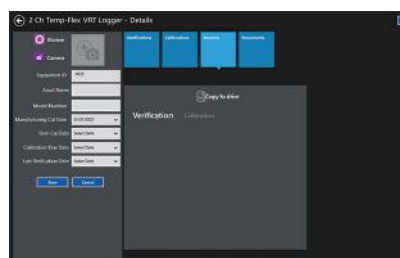 2 Ch Temp-Flex VRT Logger - Details
Browse
Camera
Verifications
Calibrations
Reports
Documents
Equipment ID
Asset Name
Model Number
Manufacturing Cal Date
User Cal Date
Select Date
Calibration Due Date
Select Date
Last Verification Date
Select Date
Save
Cancel
Copy to drive
Verification
Calibration